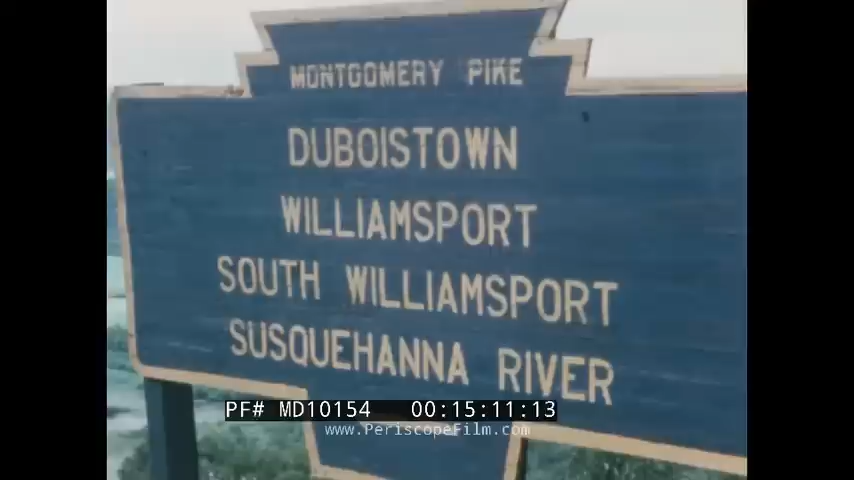 MONTGOMERY PIKE
DUBOISTOWN
WILLIAMSPORT
SOUTH WILLIAMSPORT
SUSQUEHANNA RIVER
PF# MD10154 00:15:11:13
www.PeriscopeFilm.com